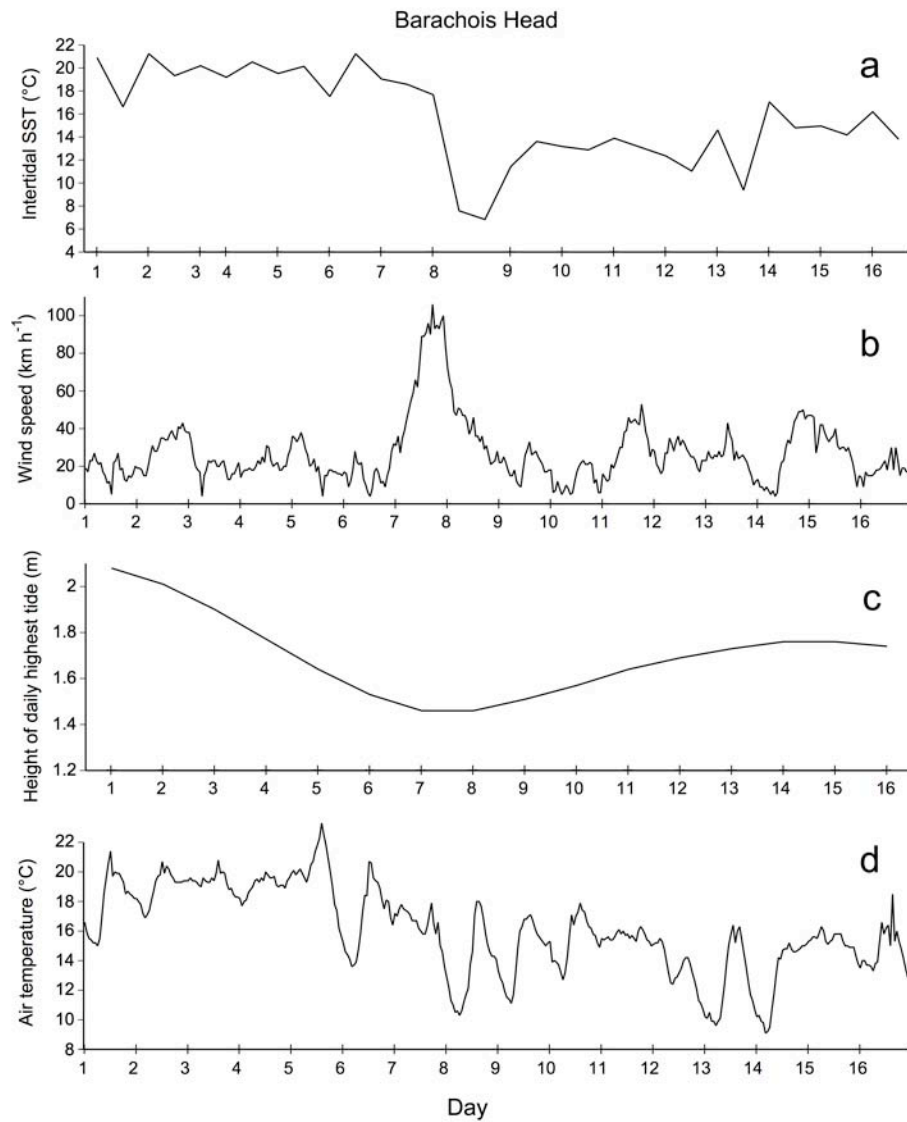 Barachois Head
a
Intertidal SST (°C)
22
20
18
16
14
12
10
8
6
4
1 2 3 4 5 6 7 8 9 10 11 12 13 14 15 16
b
Wind speed (km h-1)
100
80
60
40
20
0
1 2 3 4 5 6 7 8 9 10 11 12 13 14 15 16
c
Height of daily highest tide (m)
2
1.8
1.6
1.4
1.2
1 2 3 4 5 6 7 8 9 10 11 12 13 14 15 16
d
Air temperature (°C)
22
20
18
16
14
12
10
8
1 2 3 4 5 6 7 8 9 10 11 12 13 14 15 16
Day